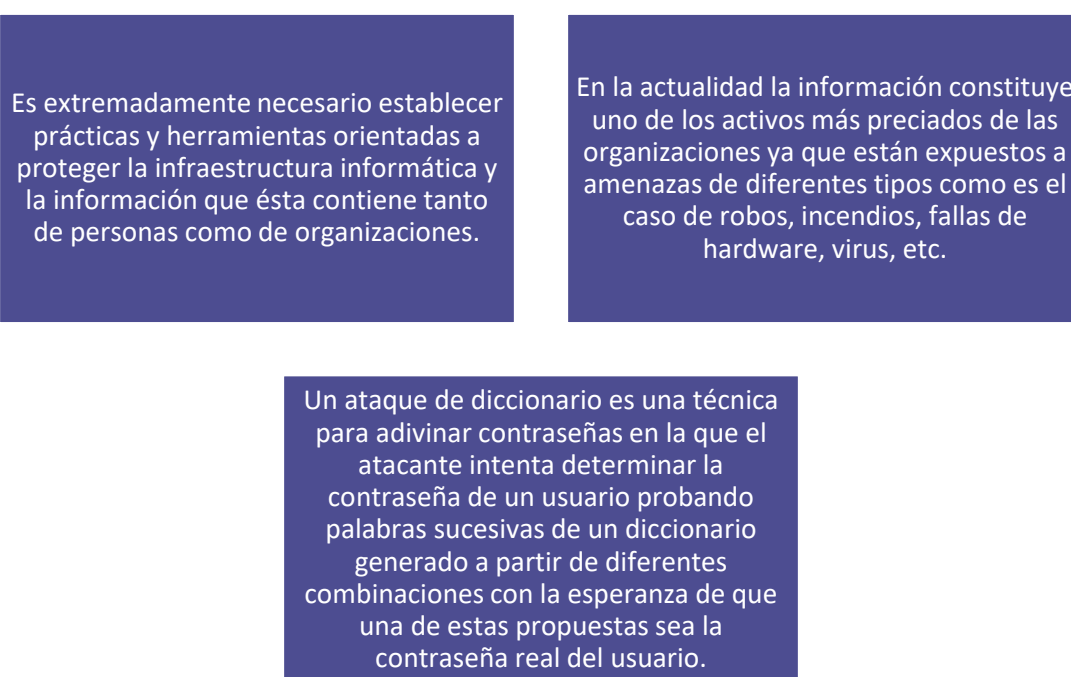 Es extremadamente necesario establecer
prácticas y herramientas orientadas a
proteger la infraestructura informática y
la información que ésta contiene tanto
de personas como de organizaciones.
En la actualidad la información constituye
uno de los activos más preciados de las
organizaciones ya que están expuestos a
amenazas de diferentes tipos como es el
caso de robos, incendios, fallas de
hardware, virus, etc.
Un ataque de diccionario es una técnica
para adivinar contraseñas en la que el
atacante intenta determinar la
contraseña de un usuario probando
palabras sucesivas de un diccionario
generado a partir de diferentes
combinaciones con la esperanza de que
una de estas propuestas sea la
contraseña real del usuario.